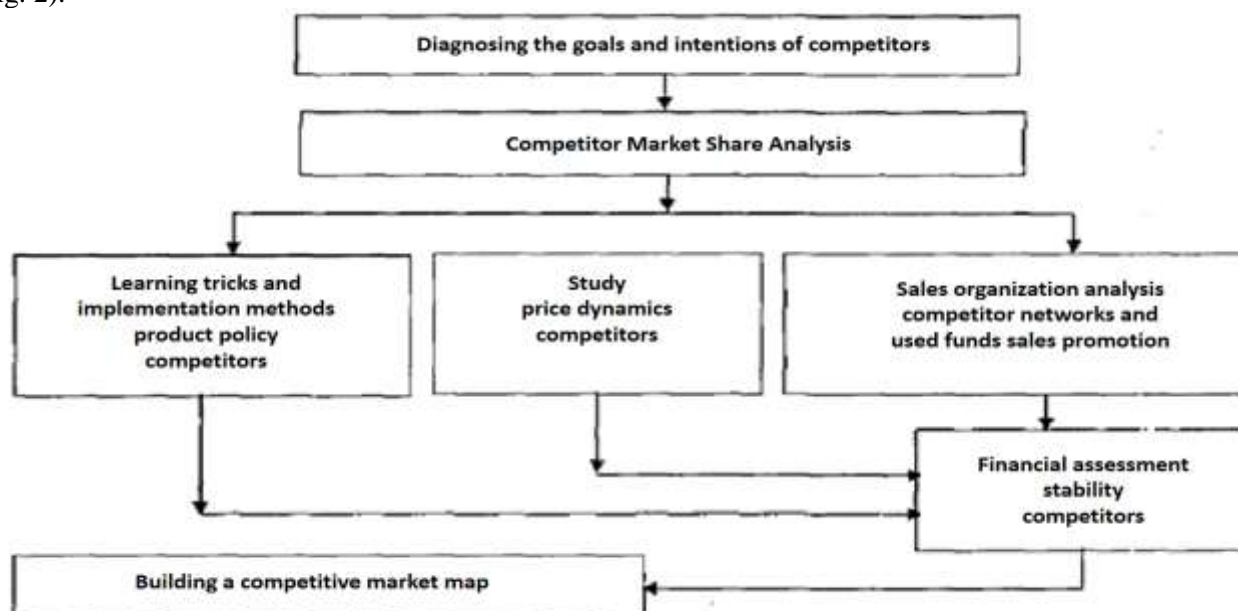 g. 2).
Diagnosing the goals and intentions of competitors
Competitor Market Share Analysis
Learning tricks and
implementation methods
product policy
competitors
Study
price dynamics
competitors
Sales organization analysis
competitor networks and
used funds sales promotion
Financial assessment
stability
competitors
Building a competitive market map